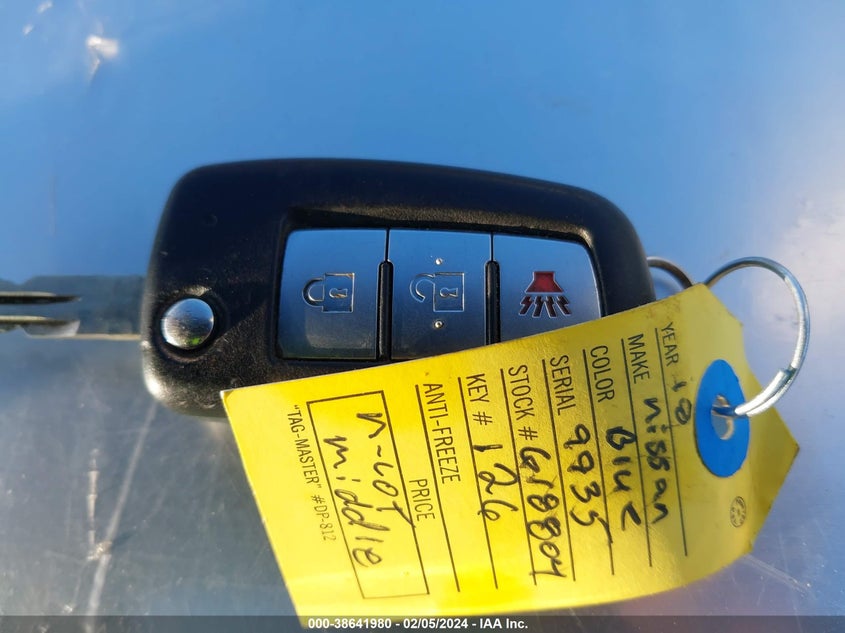 YEAR 18
MAKE Nissan
COLOR Blue
SERIAL 9935
STOCK # 618804
KEY # 126
ANTI-FREEZE
PRICE
n-lot
middle
"TAG-MASTER" #DP-812
000-38641980 - 02/05/2024 - IAA Inc.